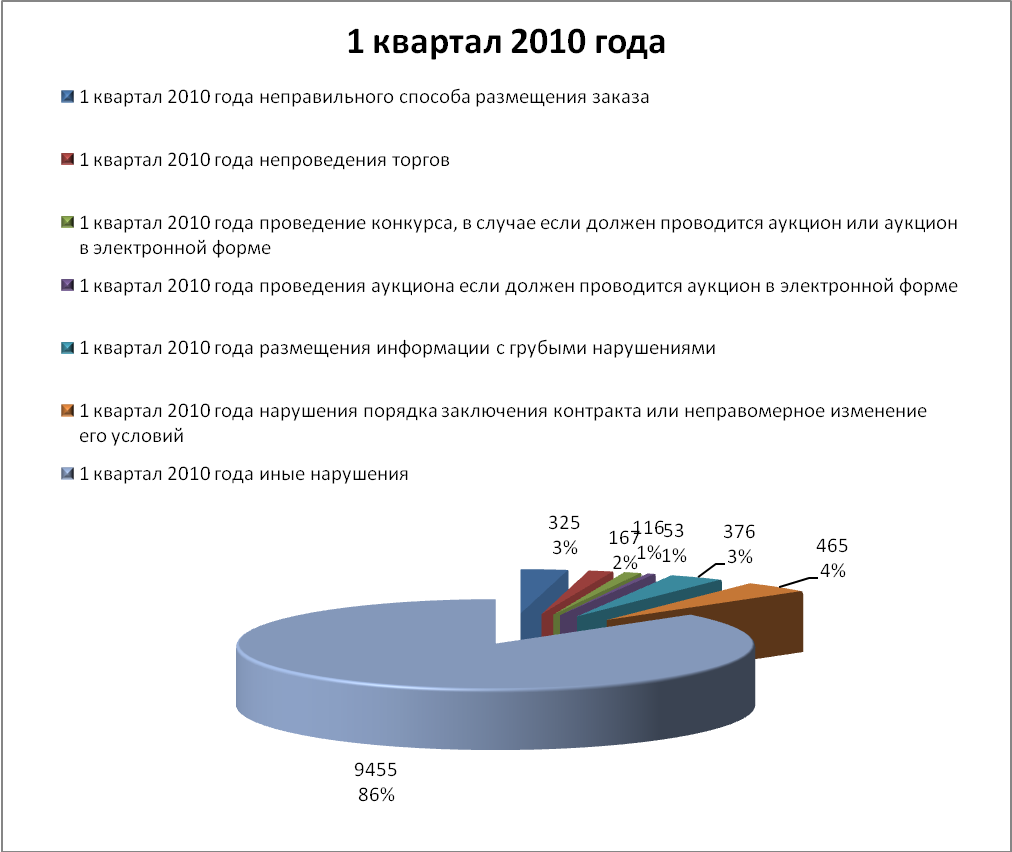 1 квартал 2010 года
1 квартал 2010 года неправильного способа размещения заказа
1 квартал 2010 года непроведения торгов
1 квартал 2010 года проведение конкурса, в случае если должен проводится аукцион или аукцион
в электронной форме
1 квартал 2010 года проведения аукциона если должен проводится аукцион в электронной форме
1 квартал 2010 года размещения информации с грубыми нарушениями
1 квартал 2010 года нарушения порядка заключения контракта или неправомерное изменение
его условий
1 квартал 2010 года иные нарушения
325
3%
167
2%
116
1%
53
1%
376
3%
465
4%
9455
86%